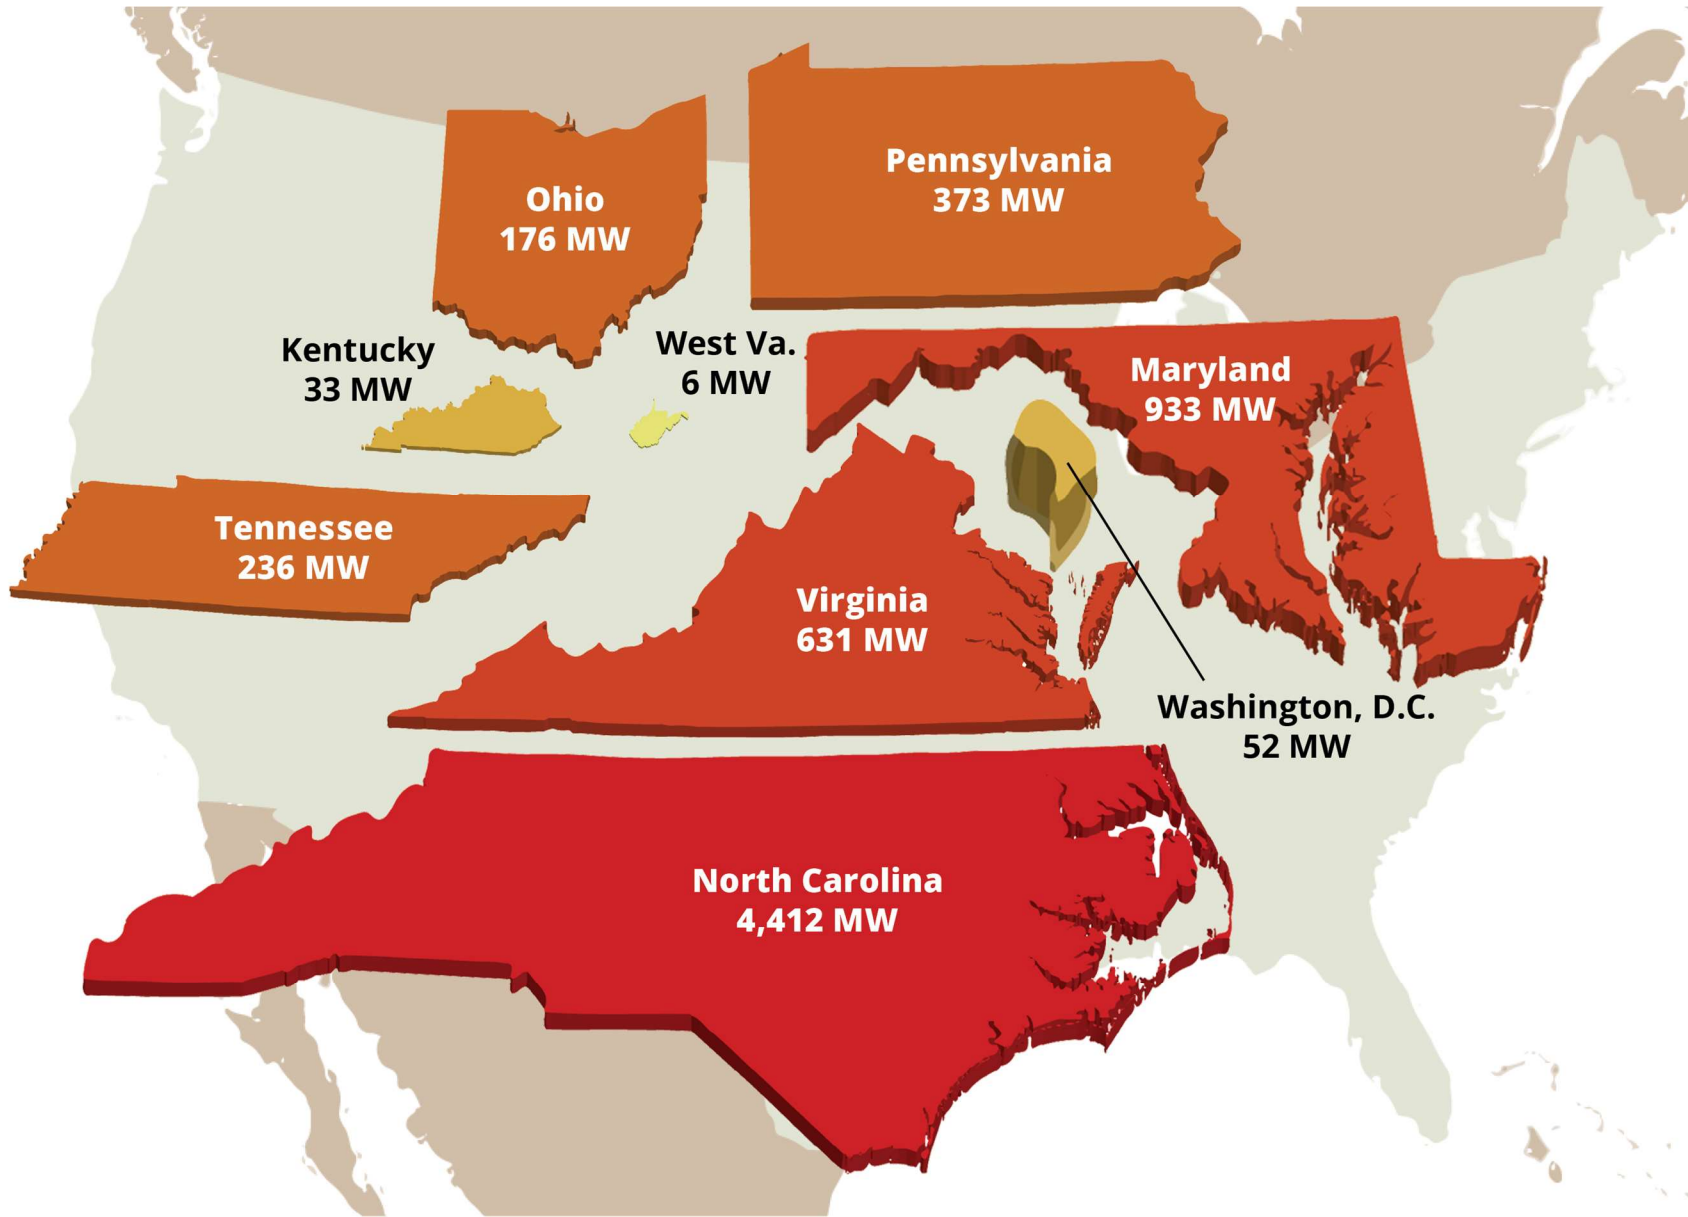 Pennsylvania
373 MW
Ohio
176 MW
Kentucky
33 MW
West Va.
6 MW
Maryland
933 MW
Tennessee
236 MW
Virginia
631 MW
Washington, D.C.
52 MW
North Carolina
4,412 MW